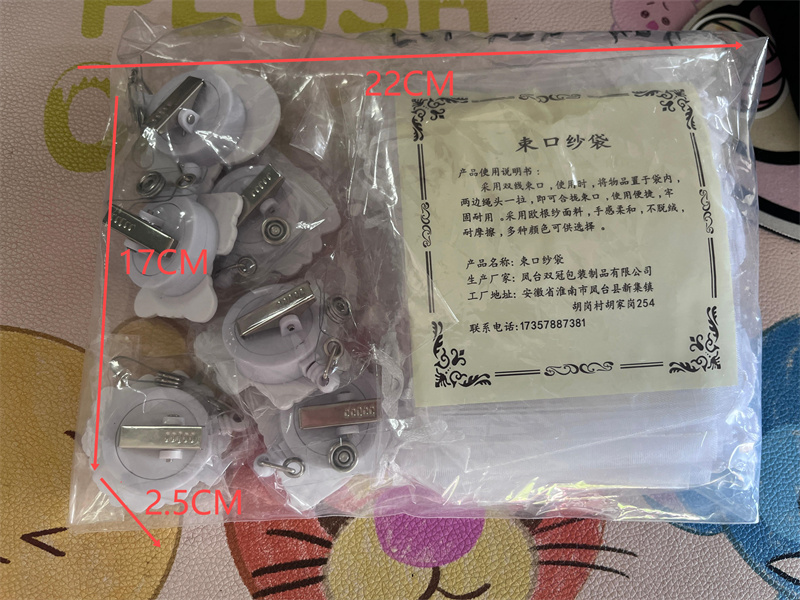 PLUSH
22CM
17CM
2.5CM
束口纱袋
产品使用说明书：
采用双线束口，使用时，将物品置于袋内，
两边绳头一拉，即可合拢束口，使用便捷，牢
固耐用。采用欧根纱面料，手感柔和，不脱绒，
耐摩擦，多种颜色可供选择。
产品名称：束口纱袋
生产厂家：凤台双冠包装制品有限公司
工厂地址：安徽省淮南市凤台县新集镇
胡岗村胡家岗254
联系电话:17357887381